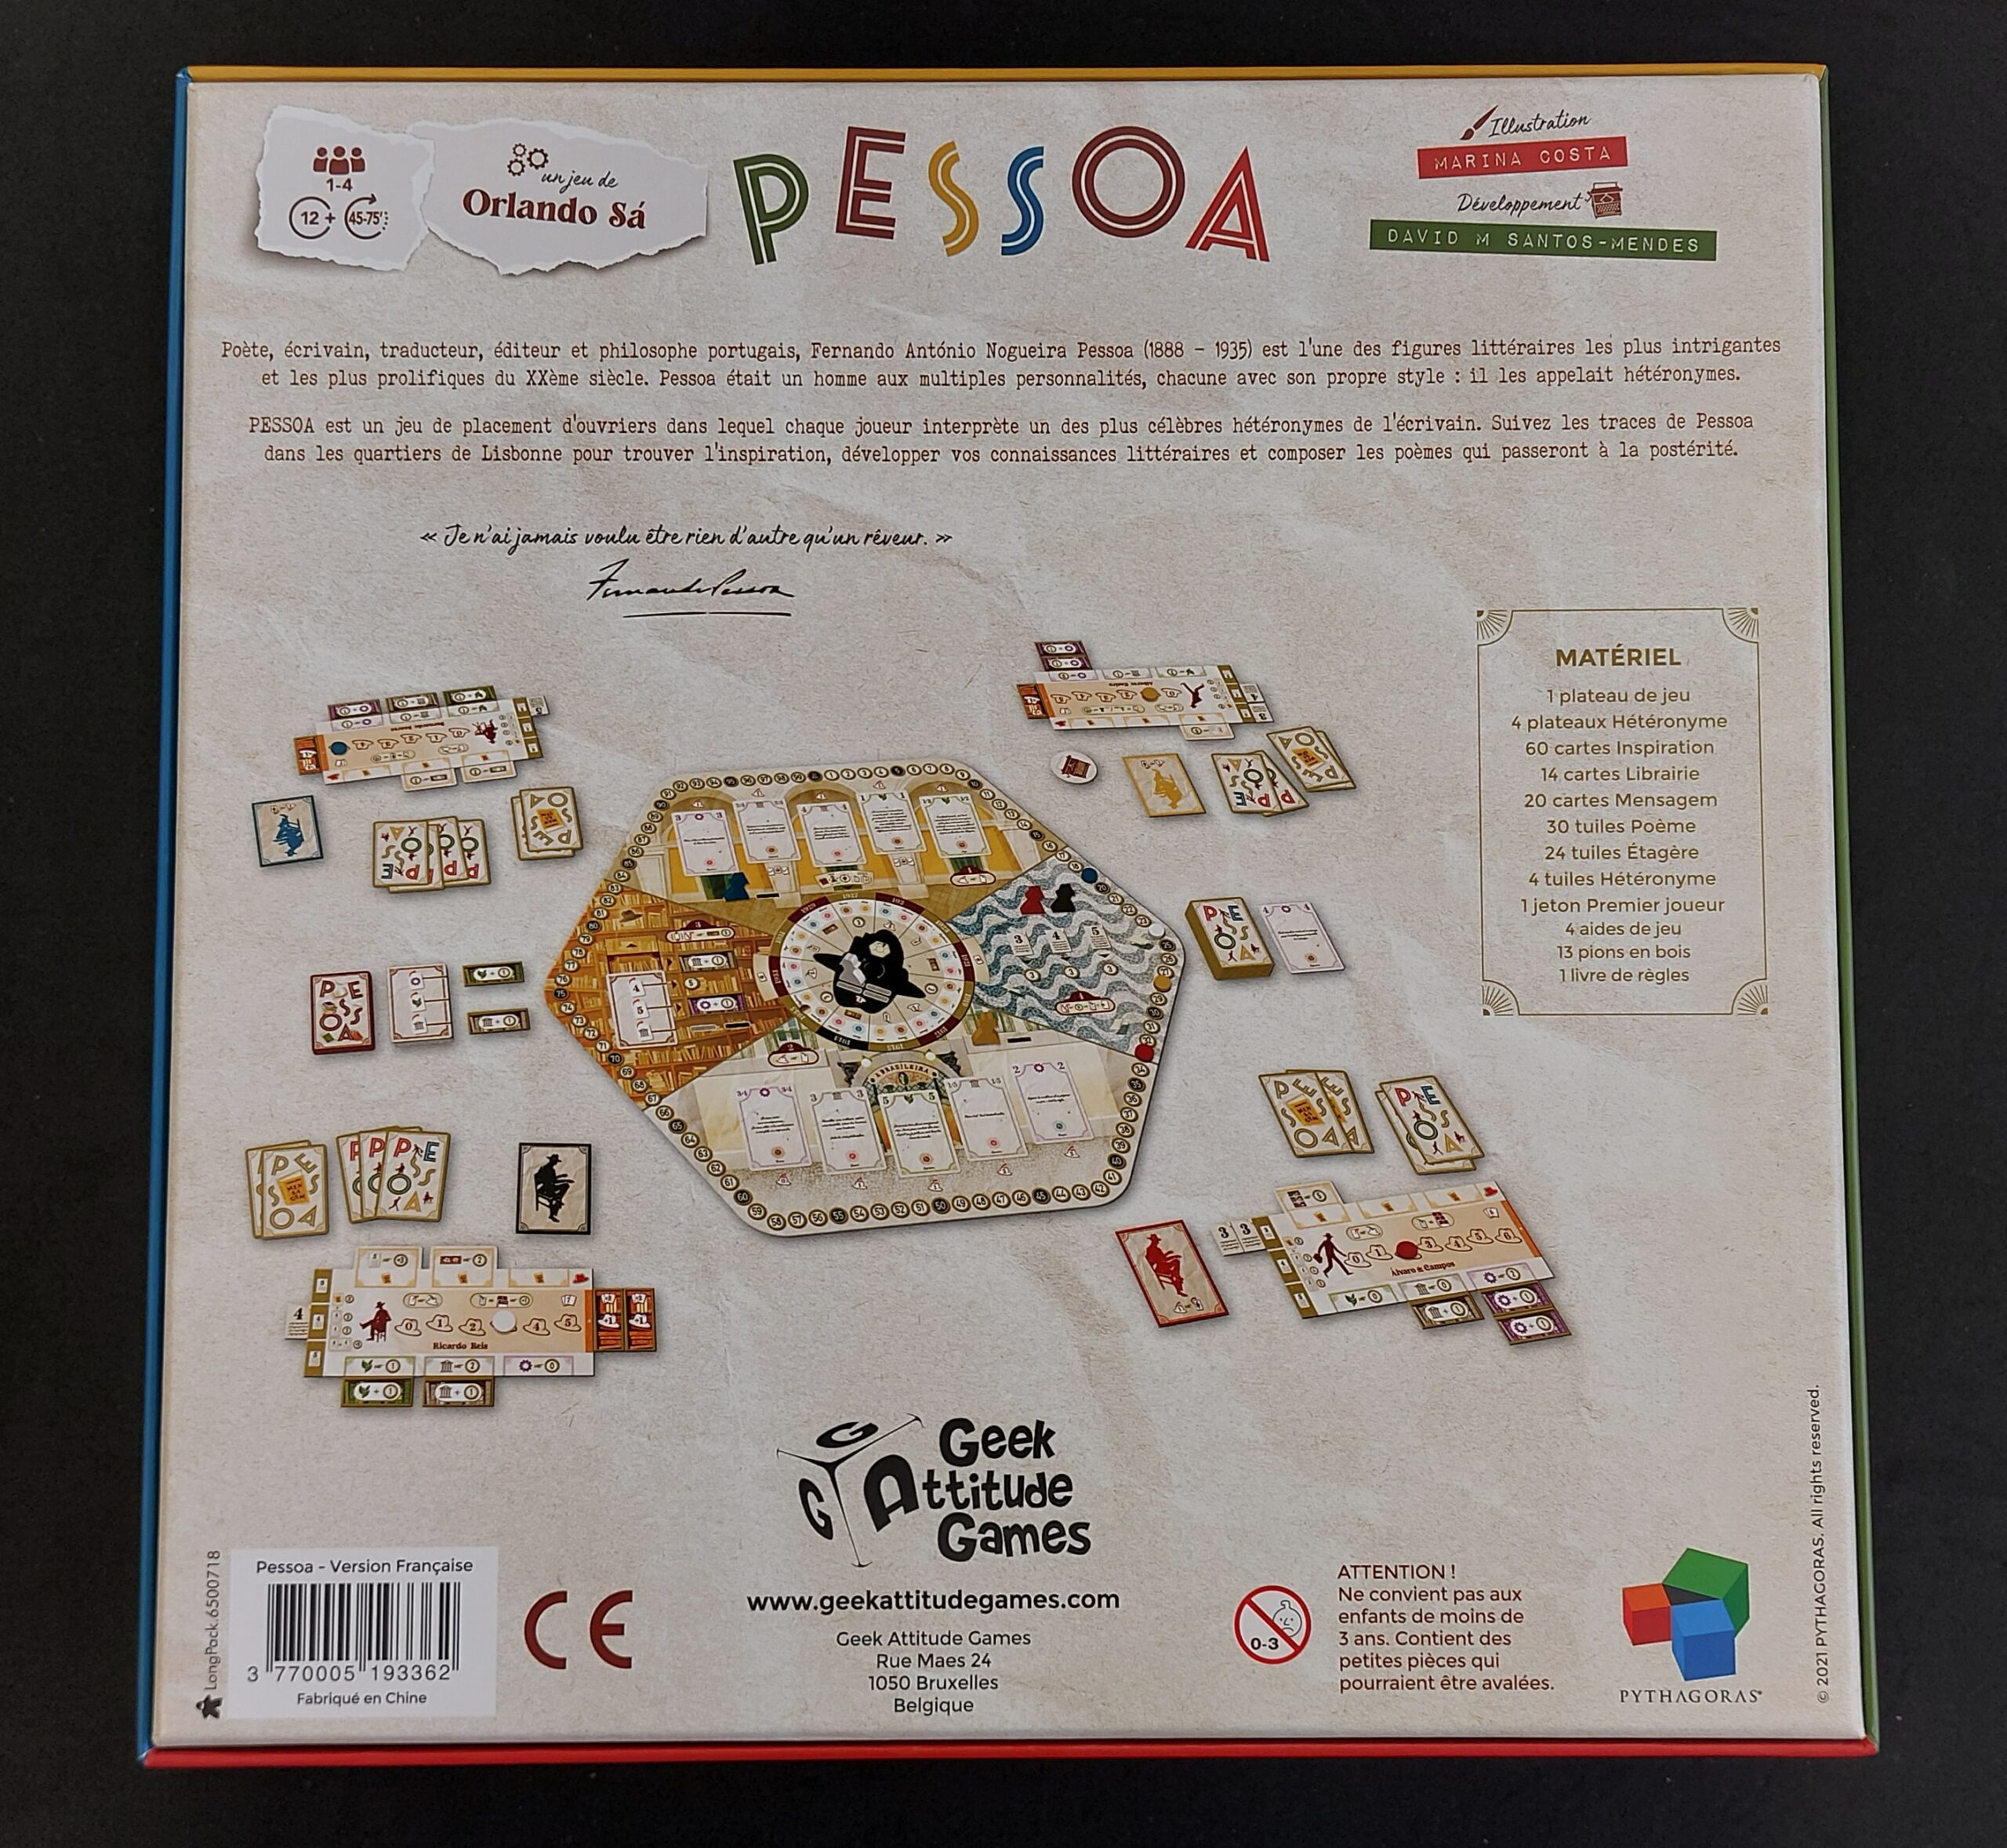 1-4
12 +
45-75'
un jeu de
Orlando Sá
PESSOA
Illustration
MARINA COSTA
Développement
DAVID M SANTOS-MENDES
Poète, écrivain, traducteur, éditeur et philosophe portugais, Fernando António Nogueira Pessoa (1888 – 1935) est l'une des figures littéraires les plus intrigantes
et les plus prolifiques du XXème siècle. Pessoa était un homme aux multiples personnalités, chacune avec son propre style : il les appelait hétéronymes.
PESSOA est un jeu de placement d'ouvriers dans lequel chaque joueur interprète un des plus célèbres hétéronymes de l'écrivain. Suivez les traces de Pessoa
dans les quartiers de Lisbonne pour trouver l'inspiration, développer vos connaissances littéraires et composer les poèmes qui passeront à la postérité.
« Je n'ai jamais voulu être rien d'autre qu'un rêveur. »
Fernando Pessoa
MATÉRIEL
1 plateau de jeu
4 plateaux Hétéronyme
60 cartes Inspiration
14 cartes Librairie
20 cartes Mensagem
30 tuiles Poème
24 tuiles Étagère
4 tuiles Hétéronyme
1 jeton Premier joueur
4 aides de jeu
13 pions en bois
1 livre de règles
A BRASILEIRA
Álvaro de Campos
Ricardo Reis
Geek
Attitude
Games
www.geekattitudegames.com
Geek Attitude Games
Rue Maes 24
1050 Bruxelles
Belgique
LongPack.6500718
Pessoa - Version Française
3 770005 193362
Fabriqué en Chine
CE
0-3
ATTENTION !
Ne convient pas aux
enfants de moins de
3 ans. Contient des
petites pièces qui
pourraient être avalées.
PYTHAGORAS®
© 2021 PYTHAGORAS. All rights reserved.